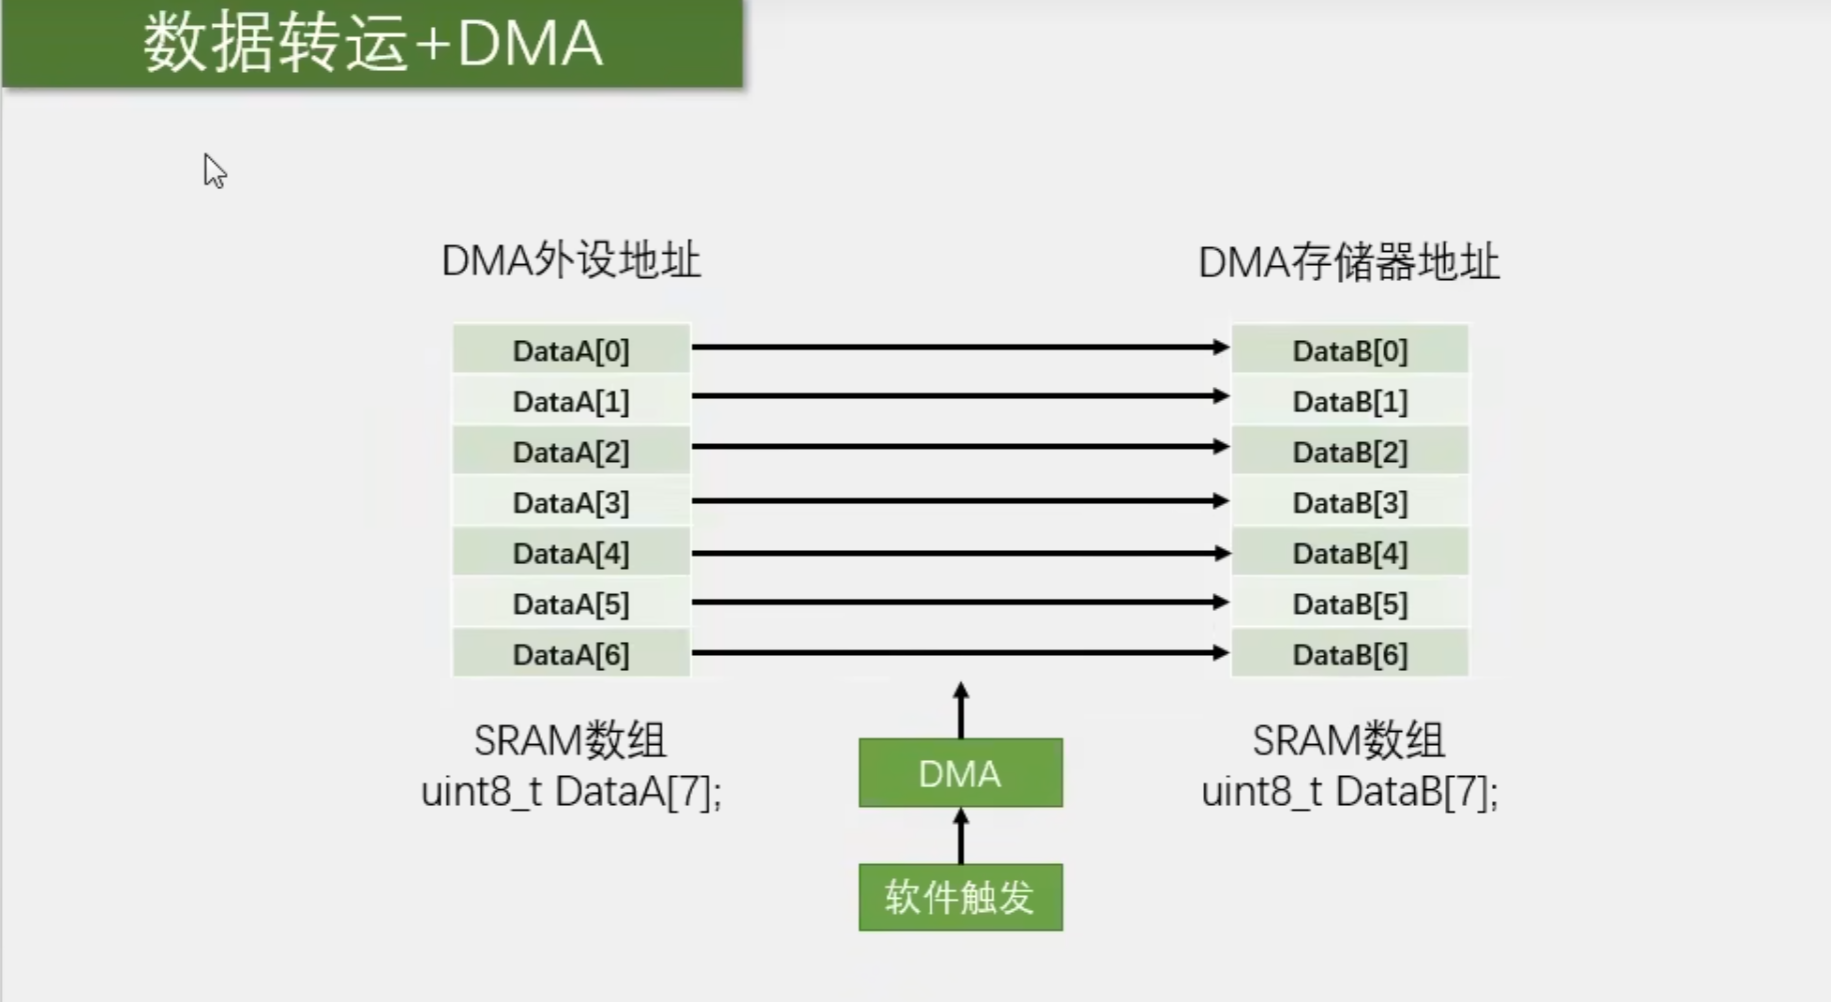 数据转运+DMA
DMA外设地址
DMA存储器地址
DataA[0]
DataB[0]
DataA[1]
DataB[1]
DataA[2]
DataB[2]
DataA[3]
DataB[3]
DataA[4]
DataB[4]
DataA[5]
DataB[5]
DataA[6]
DataB[6]
SRAM数组
uint8_t DataA[7];
SRAM数组
uint8_t DataB[7];
DMA
软件触发